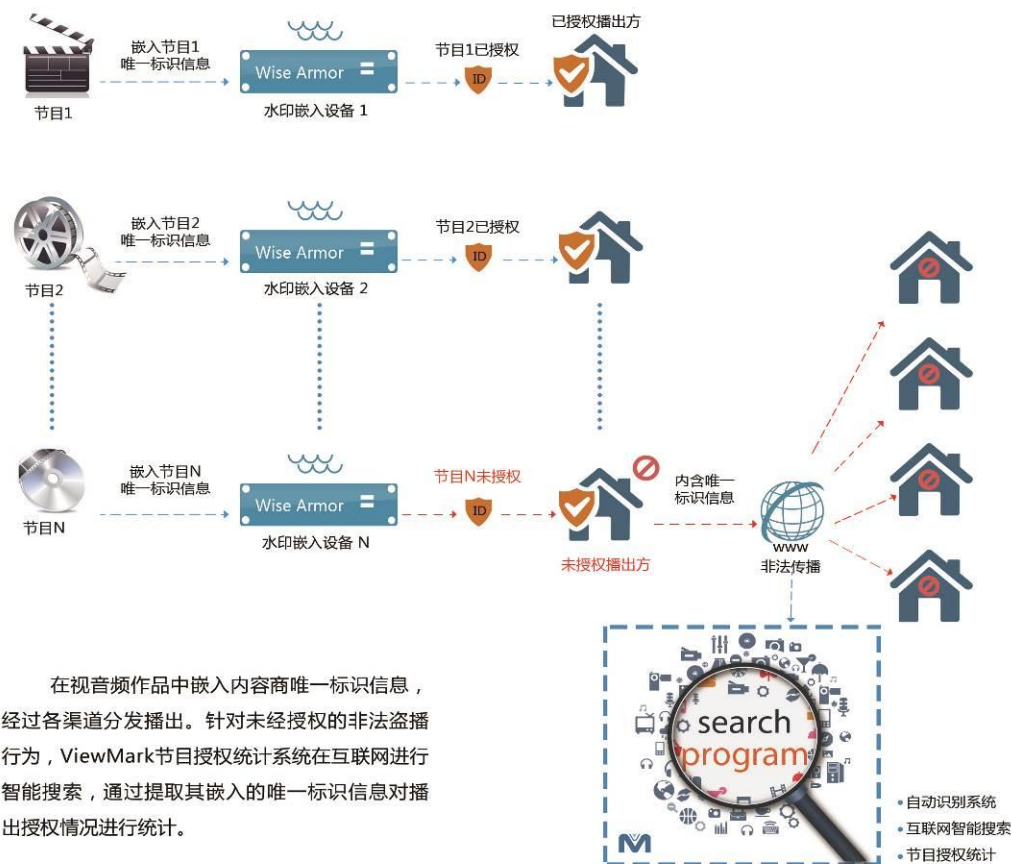 已授权播出方
嵌入节目1
唯一标识信息
Wise Armor
节目1已授权
ID
节目1
水印嵌入设备 1
嵌入节目2
唯一标识信息
Wise Armor
节目2已授权
ID
节目2
水印嵌入设备 2
嵌入节目N
唯一标识信息
Wise Armor
节目N未授权
ID
内含唯一
标识信息
节目N
水印嵌入设备 N
未授权播出方
www
非法传播
在视音频作品中嵌入内容商唯一标识信息，
经过各渠道分发播出。针对未经授权的非法盗播
行为，ViewMark节目授权统计系统在互联网进行
智能搜索，通过提取其嵌入的唯一标识信息对播
出授权情况进行统计。
search
program
•自动识别系统
•互联网智能搜索
•节目授权统计